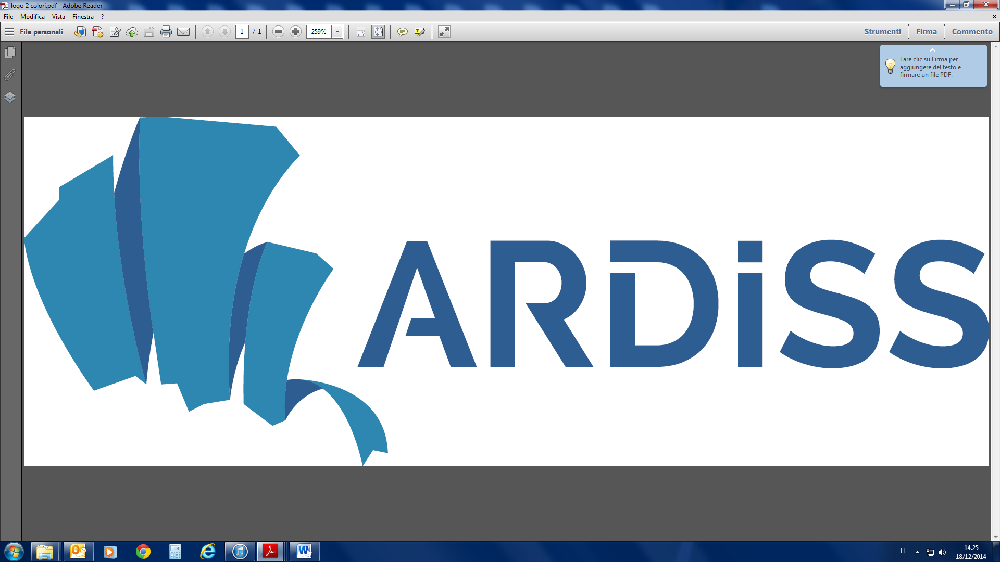 logo 2 colori.pdf - Adobe Reader
File Modifica Vista Finestra ?
File personali 1 / 1 259% Strumenti Firma Commento
Fare clic su Firma per
aggiungere del testo e
firmare un file PDF.
ARDiSS
IT 14.25
18/12/2014